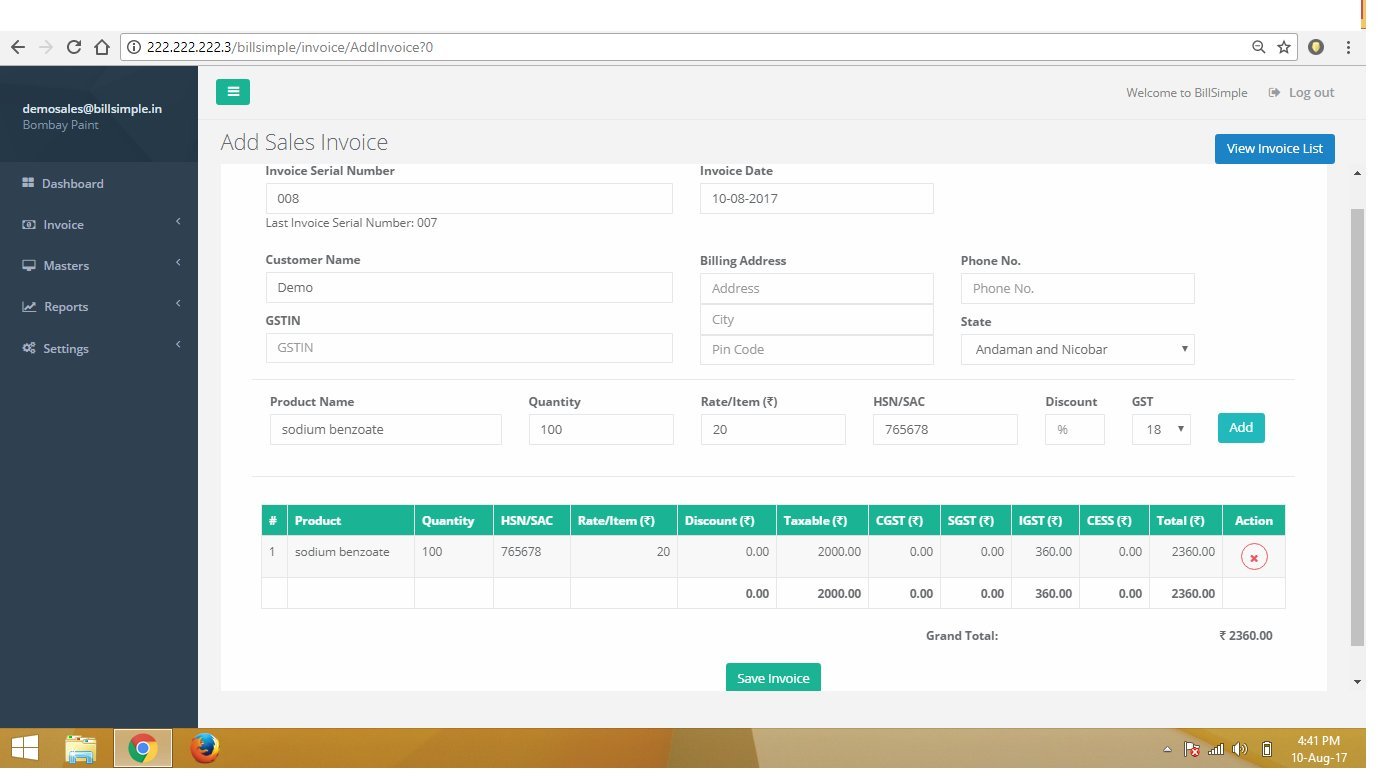 222.222.222.3/billsimple/invoice/AddInvoice?0
demosales@billsimple.in
Bombay Paint
Dashboard
Invoice
Masters
Reports
Settings
Welcome to BillSimple Log out
Add Sales Invoice
View Invoice List
Invoice Serial Number Invoice Date
008 10-08-2017
Last Invoice Serial Number: 007
Customer Name Billing Address Phone No.
Demo Address Phone No.
GSTIN City State
GSTIN Pin Code Andaman and Nicobar
Product Name Quantity Rate/Item (₹) HSN/SAC Discount GST
sodium benzoate 100 20 765678 % 18 Add
# Product Quantity HSN/SAC Rate/Item (₹) Discount (₹) Taxable (₹) CGST (₹) SGST (₹) IGST (₹) CESS (₹) Total (₹) Action
1 sodium benzoate 100 765678 20 0.00 2000.00 0.00 0.00 360.00 0.00 2360.00
0.00 2000.00 0.00 0.00 360.00 0.00 2360.00
Grand Total: ₹ 2360.00
Save Invoice
4:41 PM
10-Aug-17